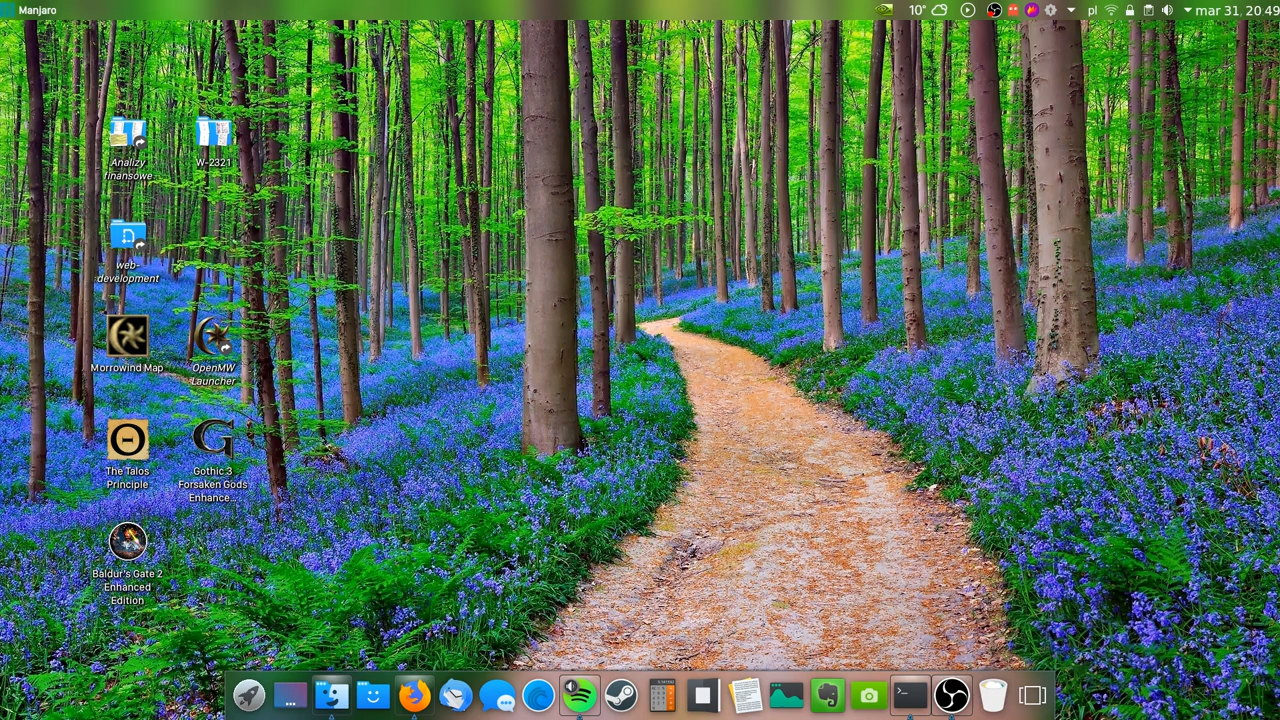 Manjaro
10°
pl
mar 31, 20:49
Analizy
finansowe
W-2321
web-
development
Morrowind Map
OpenMW
Launcher
The Talos
Principle
Gothic 3
Forsaken Gods
Enhance...
Baldur's Gate 2
Enhanced
Edition